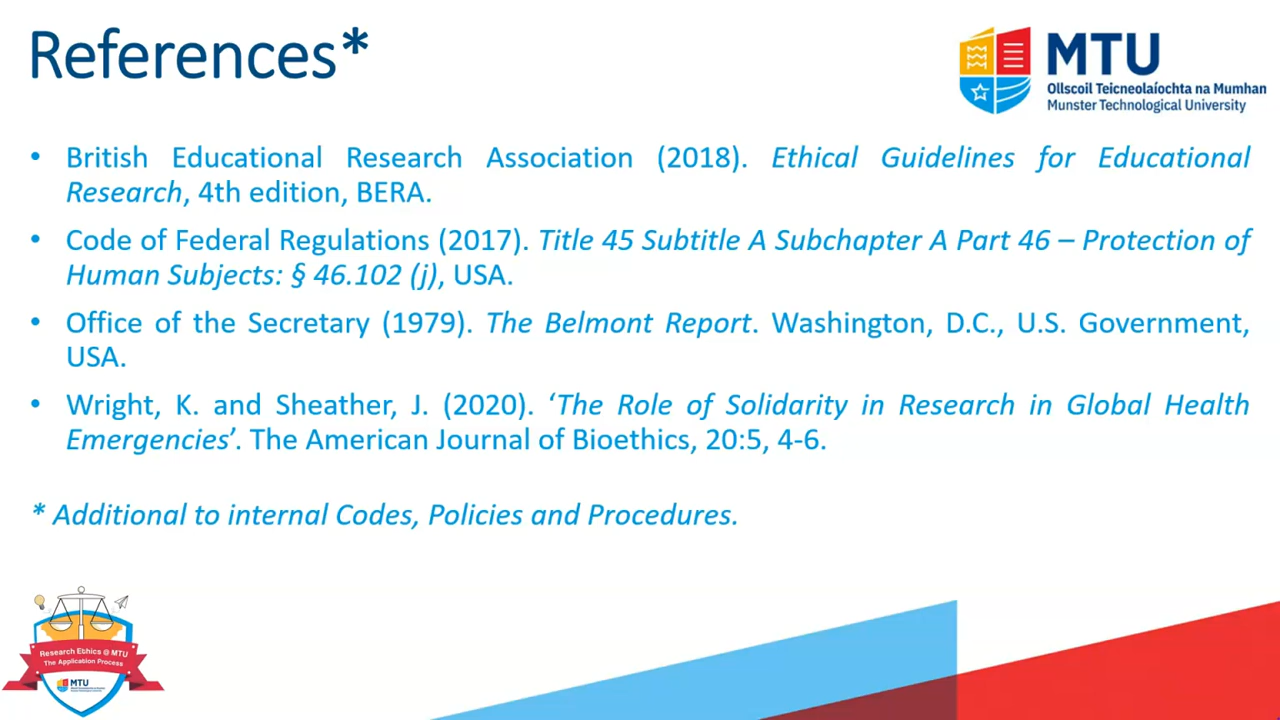 References*
MTU
Ollscoil Teicneolaíochta na Mumhan
Munster Technological University
• British Educational Research Association (2018). Ethical Guidelines for Educational
Research, 4th edition, BERA.
• Code of Federal Regulations (2017). Title 45 Subtitle A Subchapter A Part 46 – Protection of
Human Subjects: § 46.102 (j), USA.
• Office of the Secretary (1979). The Belmont Report. Washington, D.C., U.S. Government,
USA.
• Wright, K. and Sheather, J. (2020). ‘The Role of Solidarity in Research in Global Health
Emergencies’. The American Journal of Bioethics, 20:5, 4-6.
* Additional to internal Codes, Policies and Procedures.
Research Ethics @ MTU
The Application Process
MTU